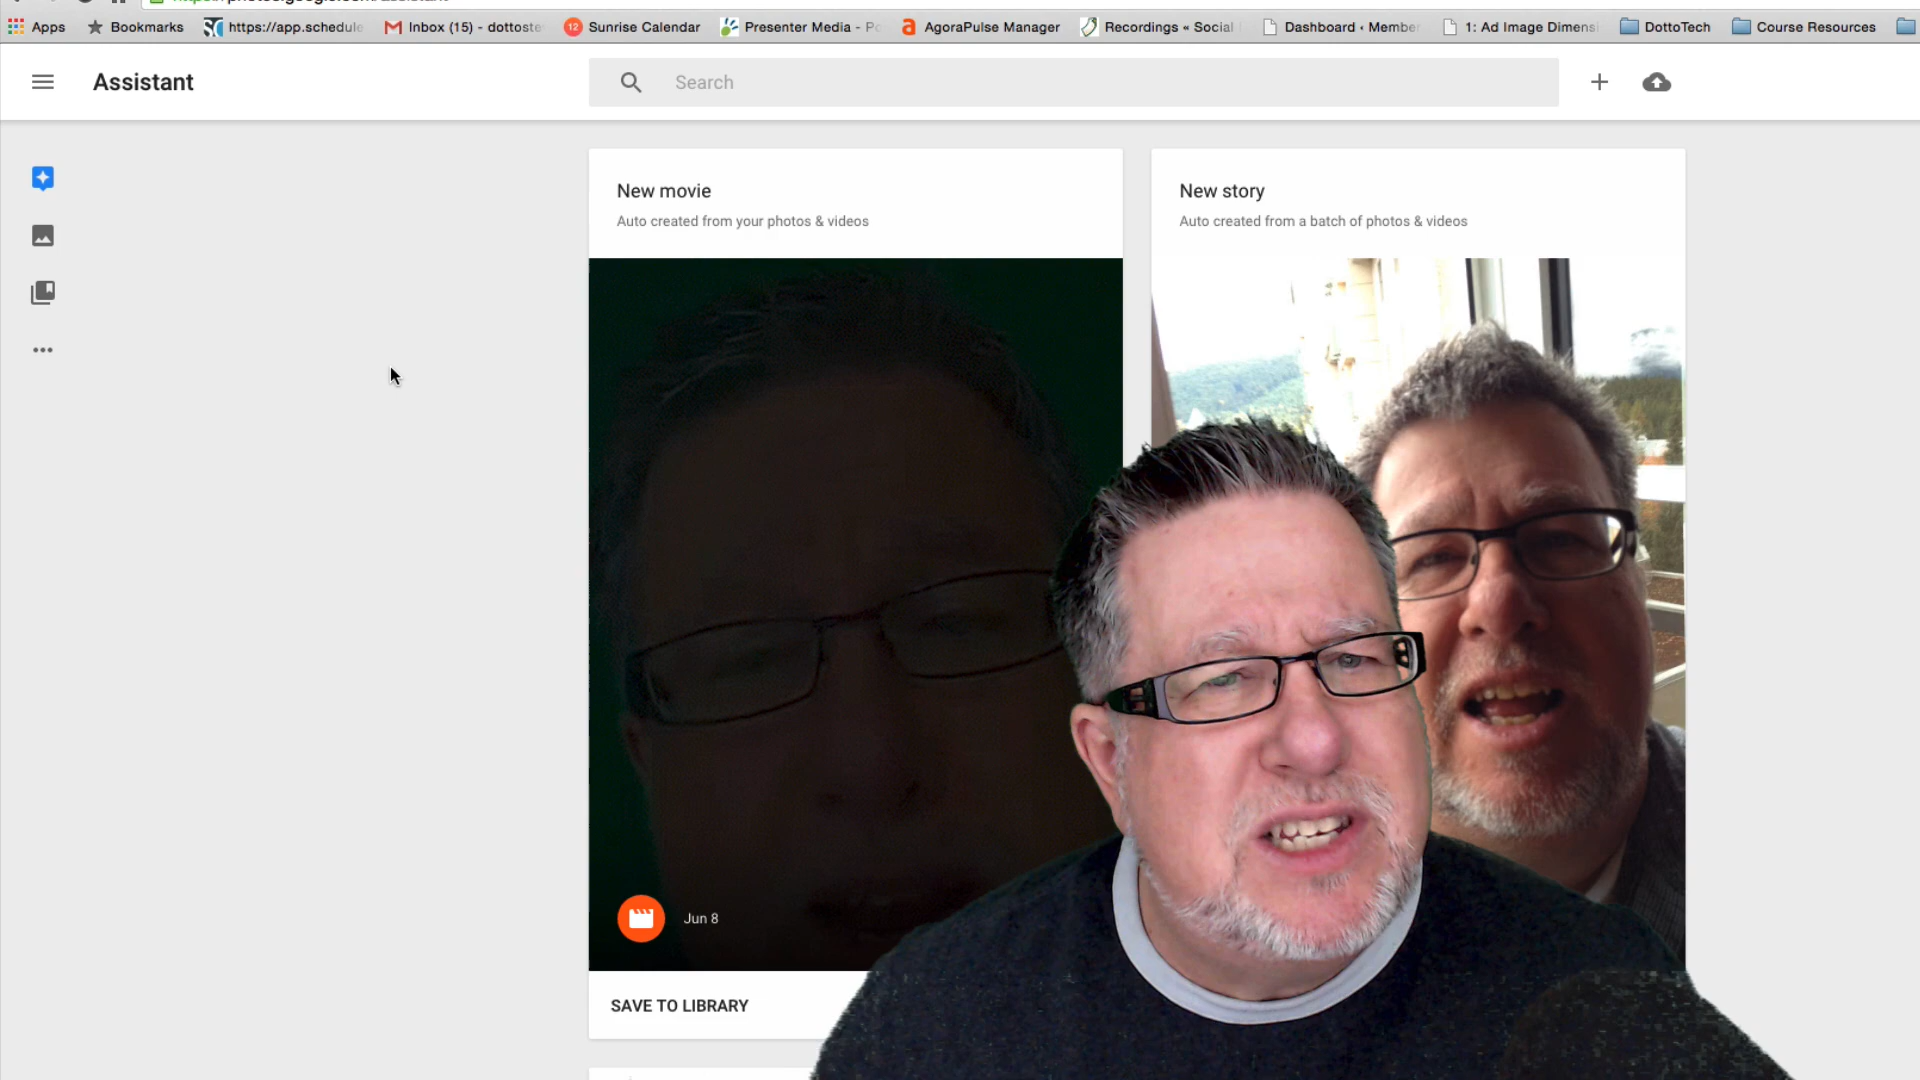 Apps Bookmarks https://app.schedule Inbox (15) - dottoste Sunrise Calendar Presenter Media - P AgoraPulse Manager Recordings « Social Dashboard ‹ Member 1: Ad Image Dimens DottoTech Course Resources
Assistant Search
New movie
Auto created from your photos & videos
New story
Auto created from a batch of photos & videos
Jun 8
SAVE TO LIBRARY